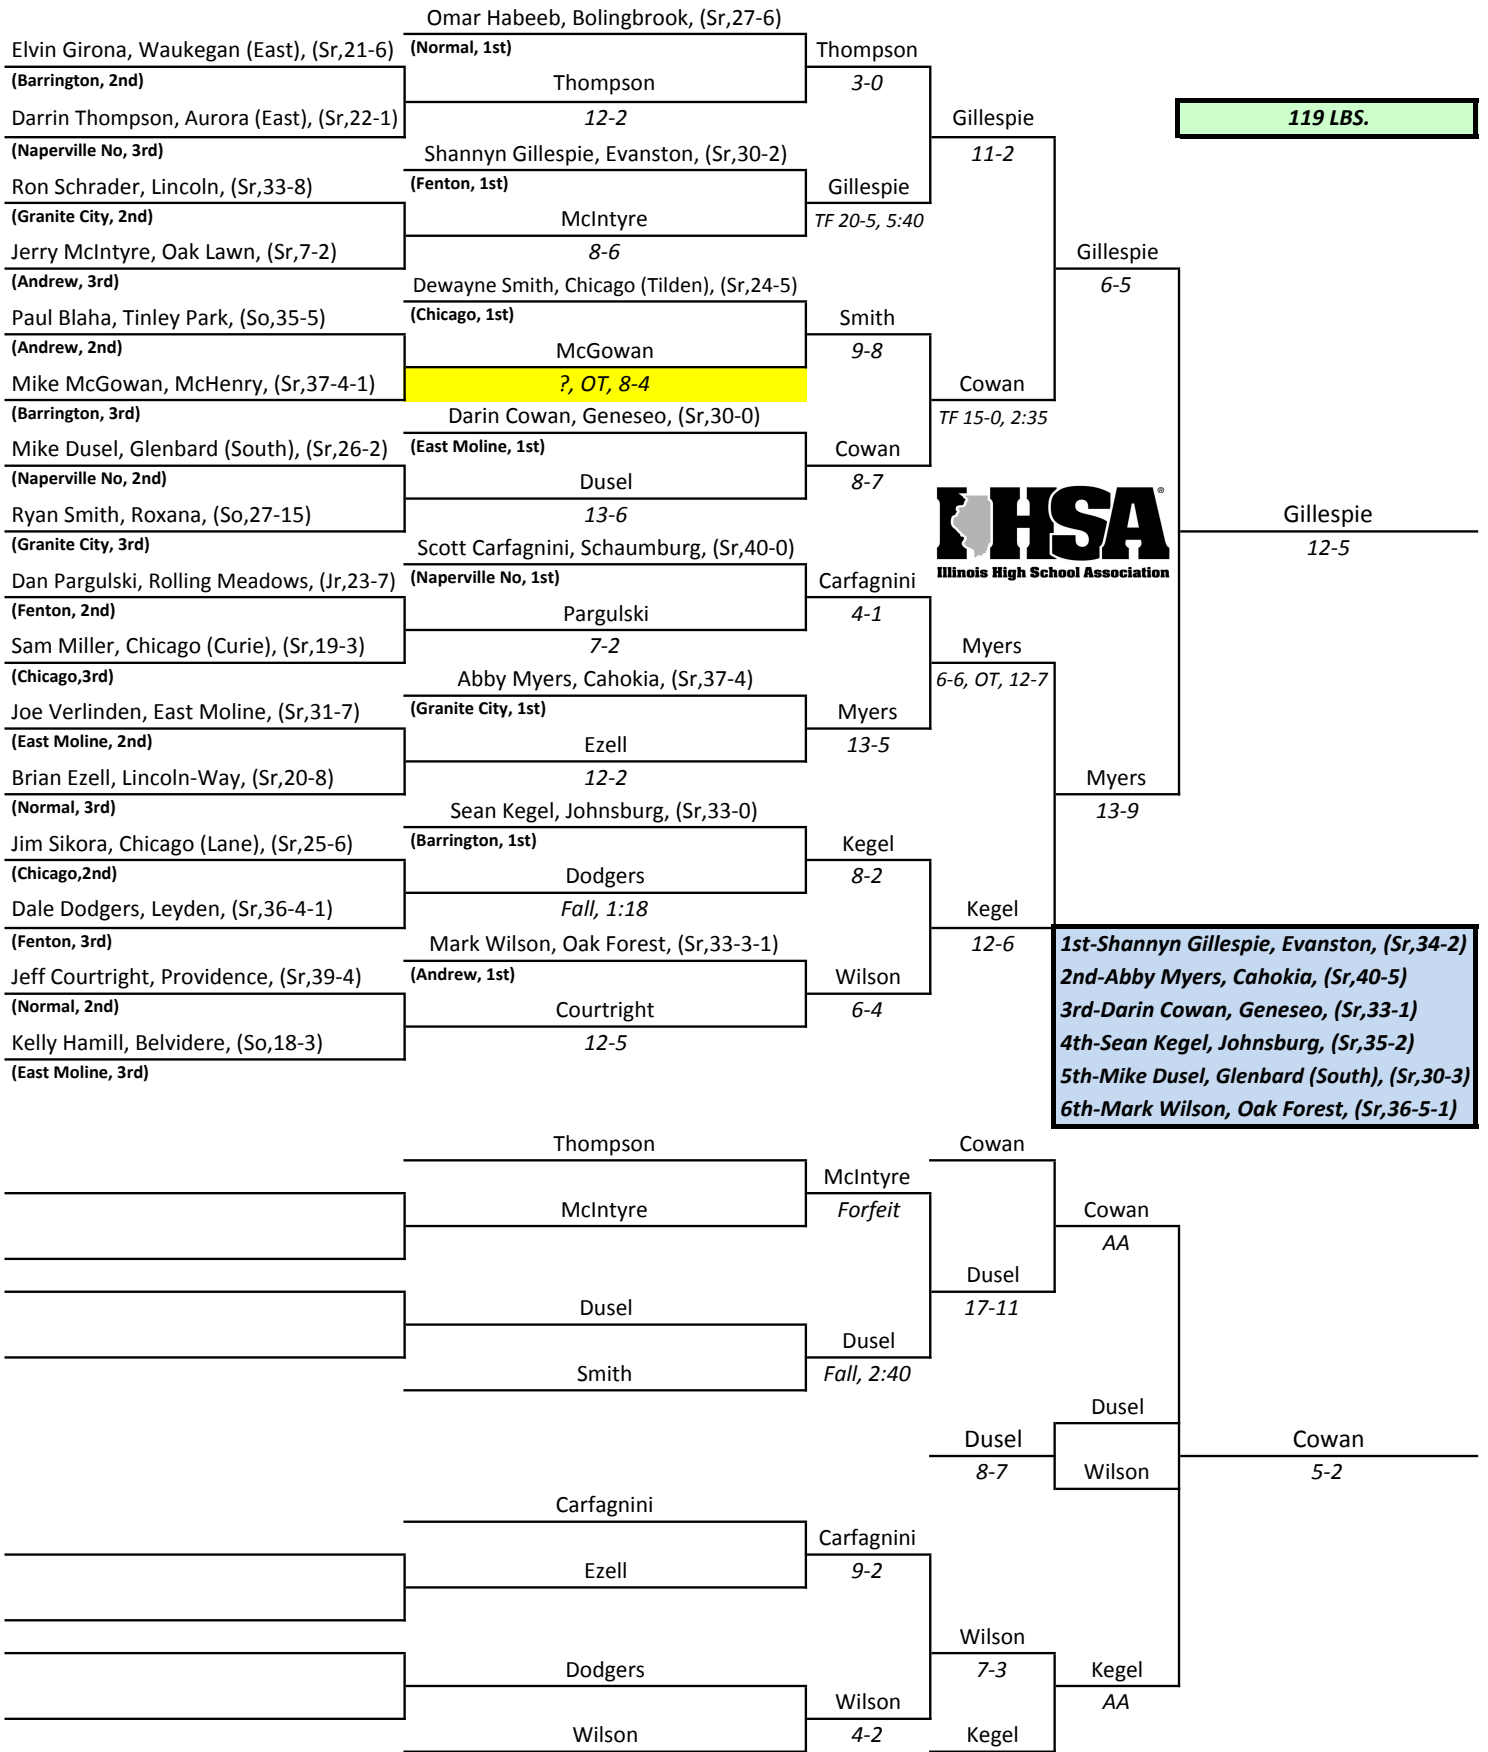 Omar Habeeb, Bolingbrook, (Sr,27-6)
Elvin Girona, Waukegan (East), (Sr,21-6)
(Normal, 1st)
Thompson
(Barrington, 2nd)
Thompson
3-0
Darrin Thompson, Aurora (East), (Sr,22-1)
12-2
Gillespie
119 LBS.
(Naperville No, 3rd)
Shannyn Gillespie, Evanston, (Sr,30-2)
11-2
Ron Schrader, Lincoln, (Sr,33-8)
(Fenton, 1st)
Gillespie
(Granite City, 2nd)
McIntyre
TF 20-5, 5:40
Jerry McIntyre, Oak Lawn, (Sr,7-2)
8-6
Gillespie
(Andrew, 3rd)
Dewayne Smith, Chicago (Tilden), (Sr,24-5)
6-5
Paul Blaha, Tinley Park, (So,35-5)
(Chicago, 1st)
Smith
(Andrew, 2nd)
McGowan
9-8
Mike McGowan, McHenry, (Sr,37-4-1)
?, OT, 8-4
Cowan
(Barrington, 3rd)
Darin Cowan, Geneseo, (Sr,30-0)
TF 15-0, 2:35
Mike Dusel, Glenbard (South), (Sr,26-2)
(East Moline, 1st)
Cowan
(Naperville No, 2nd)
Dusel
8-7
Ryan Smith, Roxana, (So,27-15)
13-6
IHSA®
Gillespie
(Granite City, 3rd)
Scott Carfagnini, Schaumburg, (Sr,40-0)
12-5
Dan Pargulski, Rolling Meadows, (Jr,23-7)
(Naperville No, 1st)
Carfagnini
Illinois High School Association
(Fenton, 2nd)
Pargulski
4-1
Sam Miller, Chicago (Curie), (Sr,19-3)
7-2
Myers
(Chicago,3rd)
Abby Myers, Cahokia, (Sr,37-4)
6-6, OT, 12-7
Joe Verlinden, East Moline, (Sr,31-7)
(Granite City, 1st)
Myers
(East Moline, 2nd)
Ezell
13-5
Brian Ezell, Lincoln-Way, (Sr,20-8)
12-2
Myers
(Normal, 3rd)
Sean Kegel, Johnsburg, (Sr,33-0)
13-9
Jim Sikora, Chicago (Lane), (Sr,25-6)
(Barrington, 1st)
Kegel
(Chicago,2nd)
Dodgers
8-2
Dale Dodgers, Leyden, (Sr,36-4-1)
Fall, 1:18
Kegel
(Fenton, 3rd)
Mark Wilson, Oak Forest, (Sr,33-3-1)
12-6
1st-Shannyn Gillespie, Evanston, (Sr,34-2)
Jeff Courtright, Providence, (Sr,39-4)
(Andrew, 1st)
Wilson
2nd-Abby Myers, Cahokia, (Sr,40-5)
(Normal, 2nd)
Courtright
6-4
3rd-Darin Cowan, Geneseo, (Sr,33-1)
Kelly Hamill, Belvidere, (So,18-3)
12-5
4th-Sean Kegel, Johnsburg, (Sr,35-2)
(East Moline, 3rd)
5th-Mike Dusel, Glenbard (South), (Sr,30-3)
6th-Mark Wilson, Oak Forest, (Sr,36-5-1)
Thompson
Cowan
McIntyre
McIntyre
Forfeit
Cowan
AA
Dusel
Dusel
17-11
Dusel
Smith
Fall, 2:40
Dusel
Dusel
Cowan
8-7
Wilson
5-2
Carfagnini
Carfagnini
Ezell
9-2
Wilson
Dodgers
7-3
Kegel
Wilson
AA
Wilson
4-2
Kegel